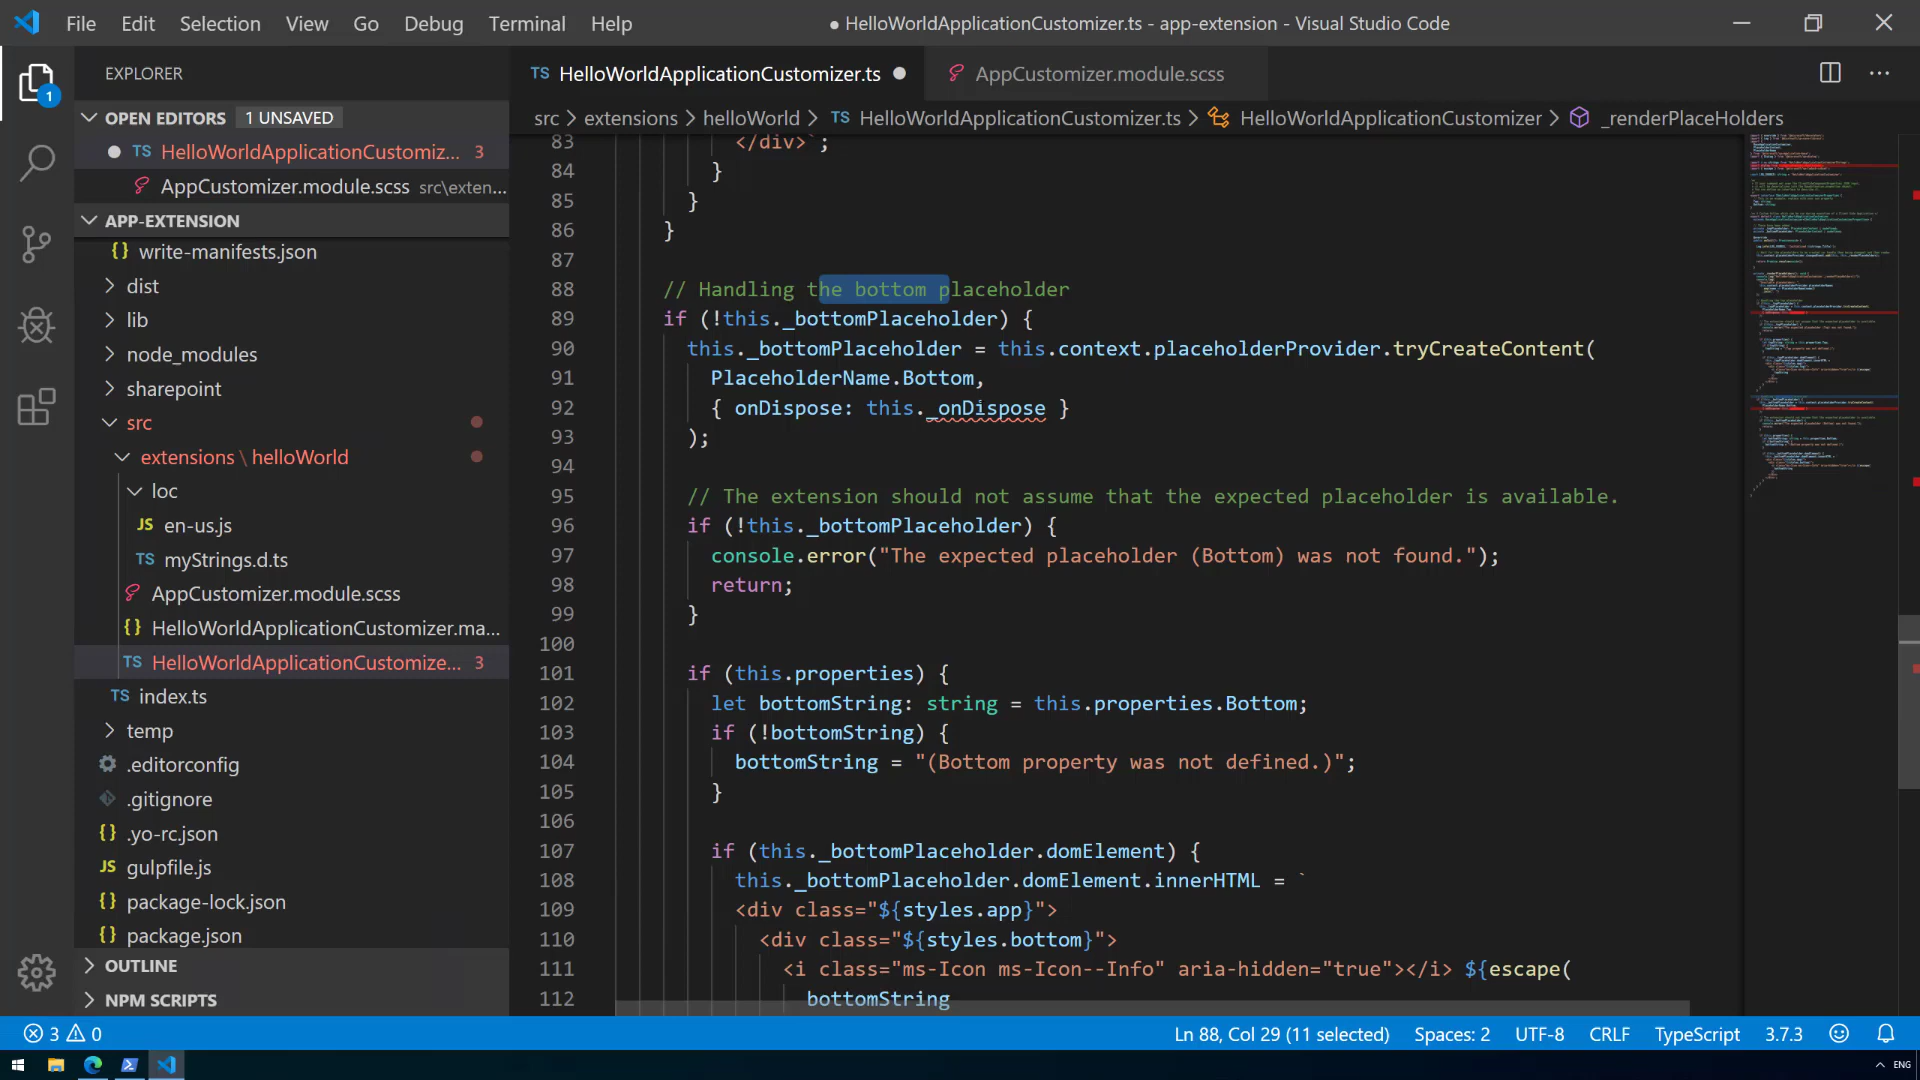 File Edit Selection View Go Debug Terminal Help
● HelloWorldApplicationCustomizer.ts - app-extension - Visual Studio Code
EXPLORER
1
OPEN EDITORS 1 UNSAVED
TS HelloWorldApplicationCustomiz... 3
AppCustomizer.module.scss src\exten...
APP-EXTENSION
{} write-manifests.json
dist
lib
node_modules
sharepoint
src
extensions \ helloWorld
loc
JS en-us.js
TS myStrings.d.ts
AppCustomizer.module.scss
{} HelloWorldApplicationCustomizer.ma...
TS HelloWorldApplicationCustomize... 3
TS index.ts
temp
.editorconfig
.gitignore
{} .yo-rc.json
JS gulpfile.js
{} package-lock.json
{} package.json
OUTLINE
NPM SCRIPTS
TS HelloWorldApplicationCustomizer.ts ●
AppCustomizer.module.scss
src > extensions > helloWorld > TS HelloWorldApplicationCustomizer.ts > HelloWorldApplicationCustomizer > _renderPlaceHolders
83 </div>`;
84 }
85 }
86 }
87
88 // Handling the bottom placeholder
89 if (!this._bottomPlaceholder) {
90 this._bottomPlaceholder = this.context.placeholderProvider.tryCreateContent(
91 PlaceholderName.Bottom,
92 { onDispose: this._onDispose }
93 );
94
95 // The extension should not assume that the expected placeholder is available.
96 if (!this._bottomPlaceholder) {
97 console.error("The expected placeholder (Bottom) was not found.");
98 return;
99 }
100
101 if (this.properties) {
102 let bottomString: string = this.properties.Bottom;
103 if (!bottomString) {
104 bottomString = "(Bottom property was not defined.)";
105 }
106
107 if (this._bottomPlaceholder.domElement) {
108 this._bottomPlaceholder.domElement.innerHTML = `
109 <div class="${styles.app}">
110 <div class="${styles.bottom}">
111 <i class="ms-Icon ms-Icon--Info" aria-hidden="true"></i> ${escape(
112 bottomString
3 0
Ln 88, Col 29 (11 selected) Spaces: 2 UTF-8 CRLF TypeScript 3.7.3
ENG